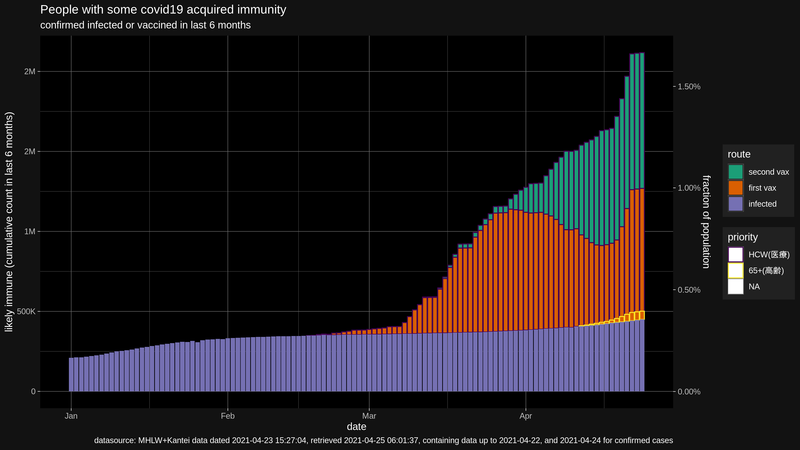 People with some covid19 acquired immunity
confirmed infected or vaccined in last 6 months
likely immune (cumulative count in last 6 months)
2M
2M
1M
500K
0
1.50%
1.00%
0.50%
0.00%
fraction of population
Jan
Feb
Mar
Apr
date
route
second vax
first vax
infected
priority
HCW(医療)
65+(高齢)
NA
datasource: MHLW+Kantei data dated 2021-04-23 15:27:04, retrieved 2021-04-25 06:01:37, containing data up to 2021-04-22, and 2021-04-24 for confirmed cases